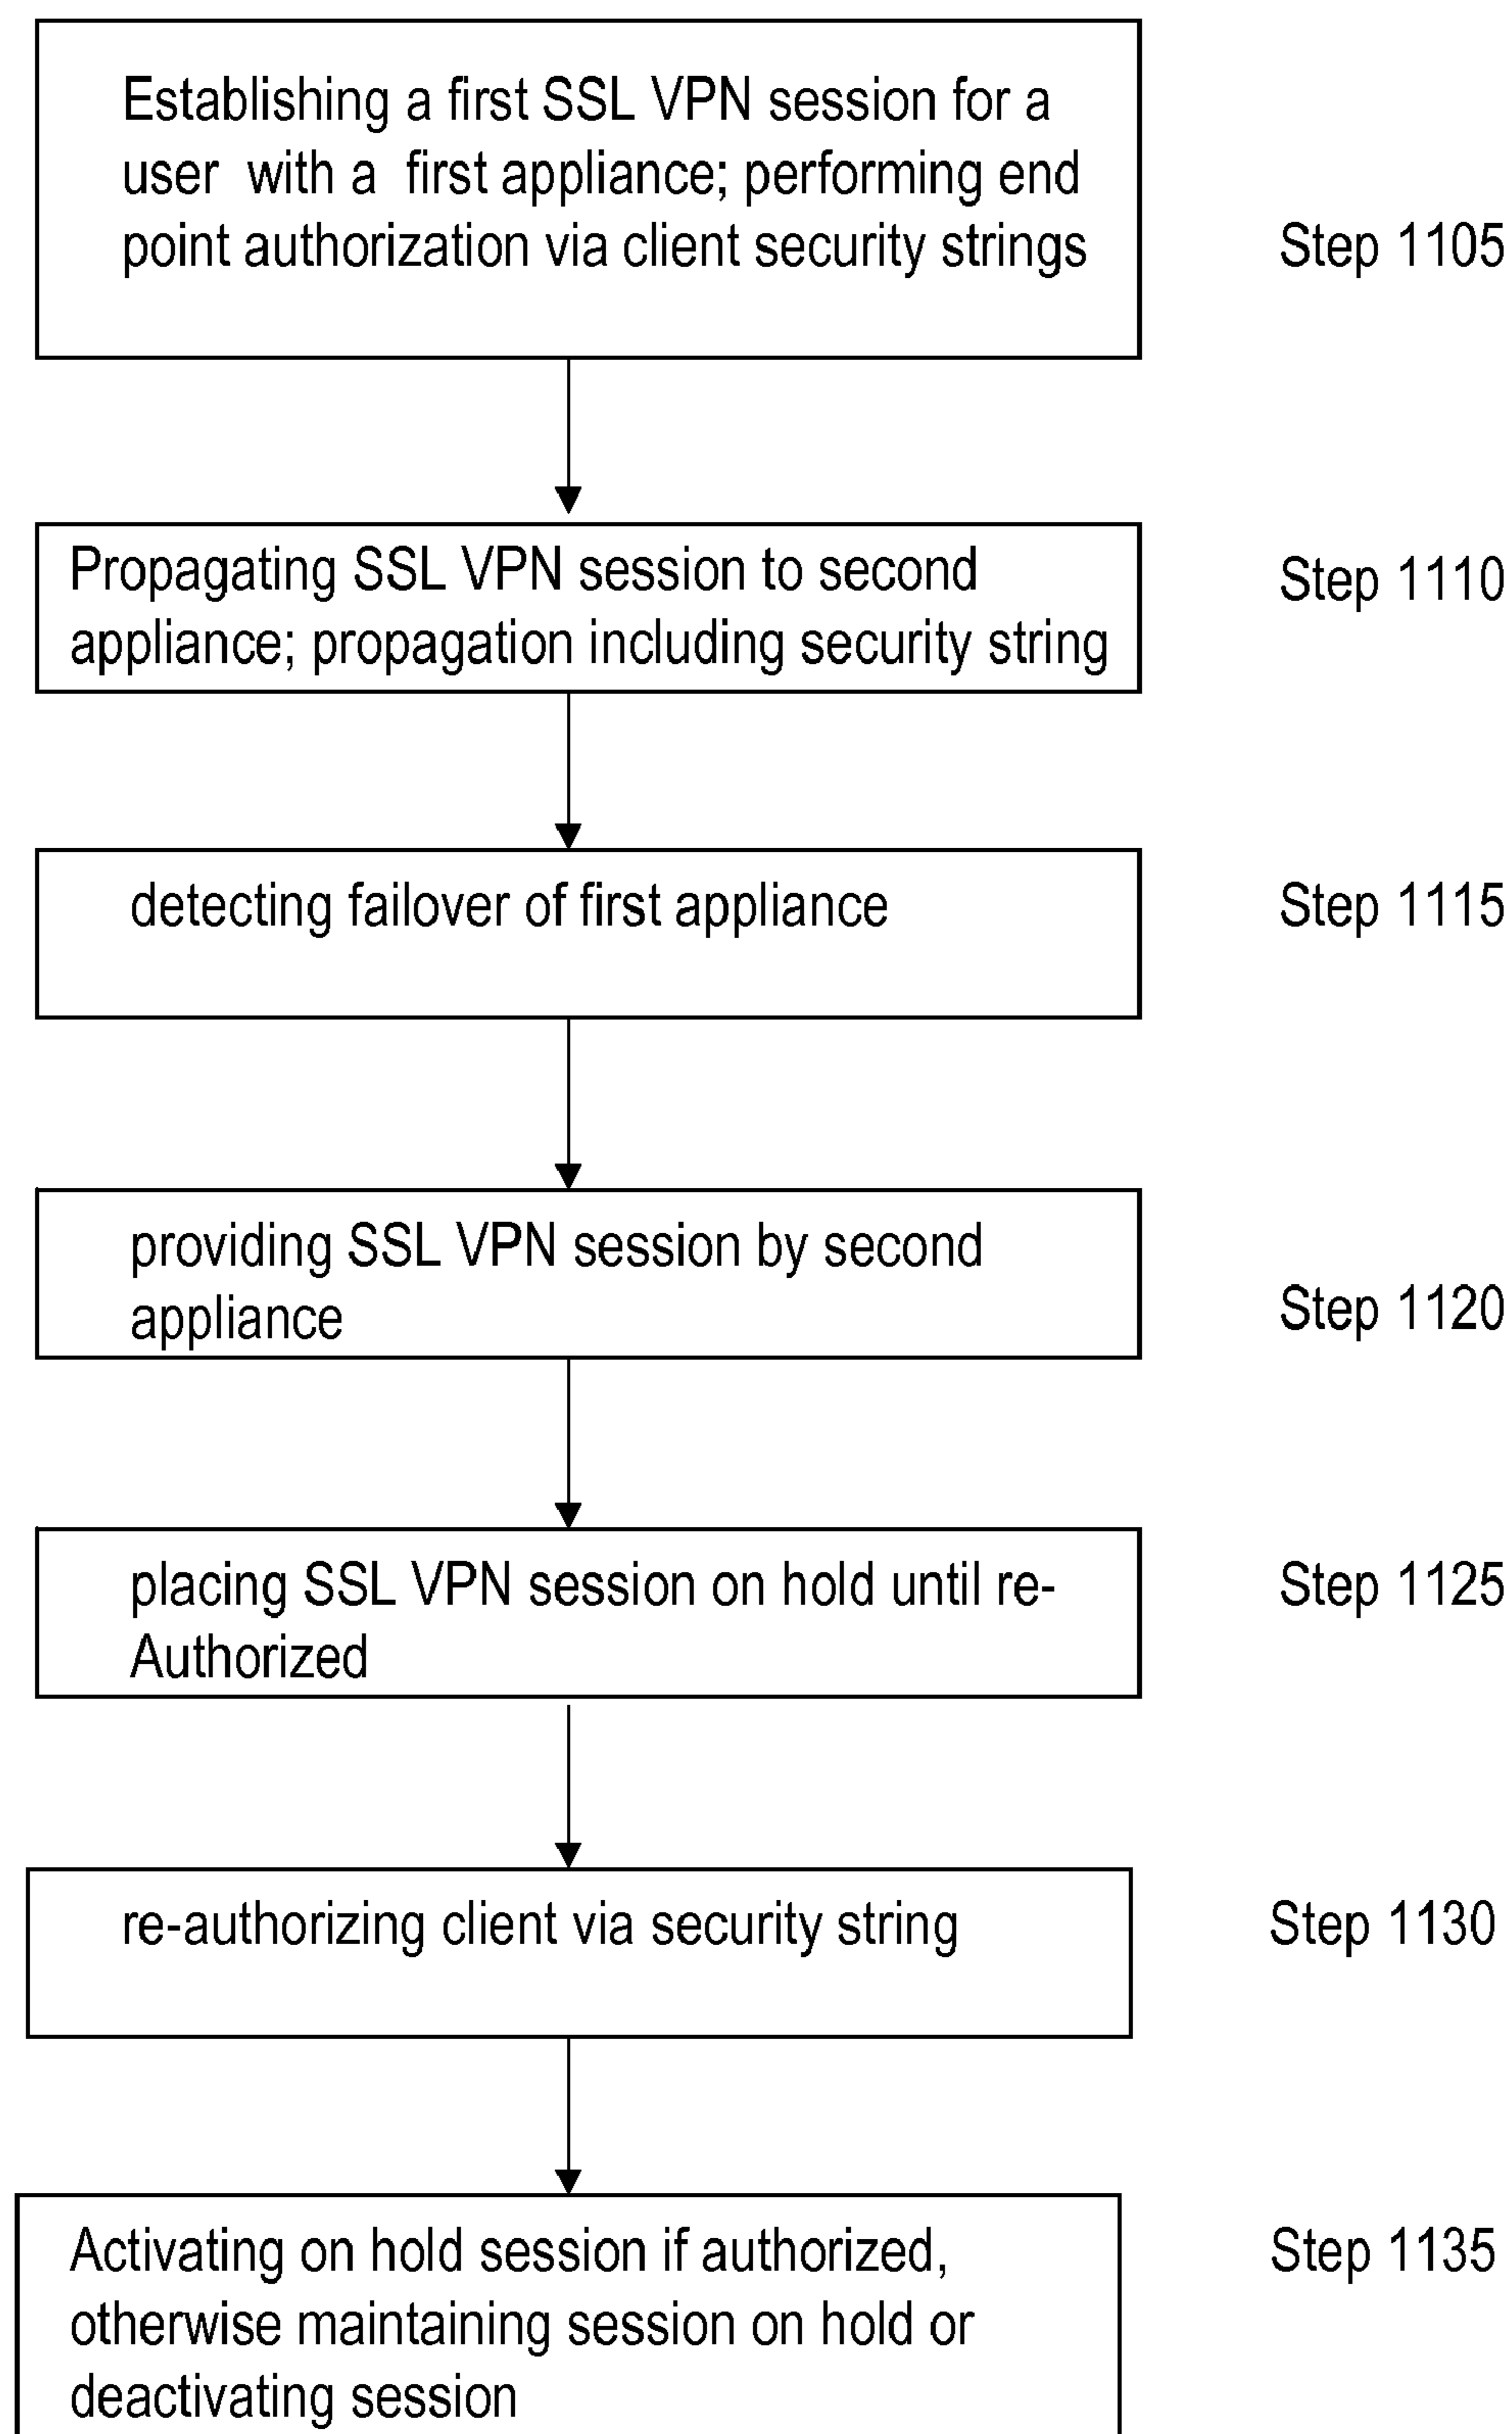 Establishing a first SSL VPN session for a
user with a first appliance; performing end
point authorization via client security strings
Step 1105
Propagating SSL VPN session to second
appliance; propagation including security string
Step 1110
detecting failover of first appliance
Step 1115
providing SSL VPN session by second
appliance
Step 1120
placing SSL VPN session on hold until re-
Authorized
Step 1125
re-authorizing client via security string
Step 1130
Activating on hold session if authorized,
otherwise maintaining session on hold or
deactivating session
Step 1135